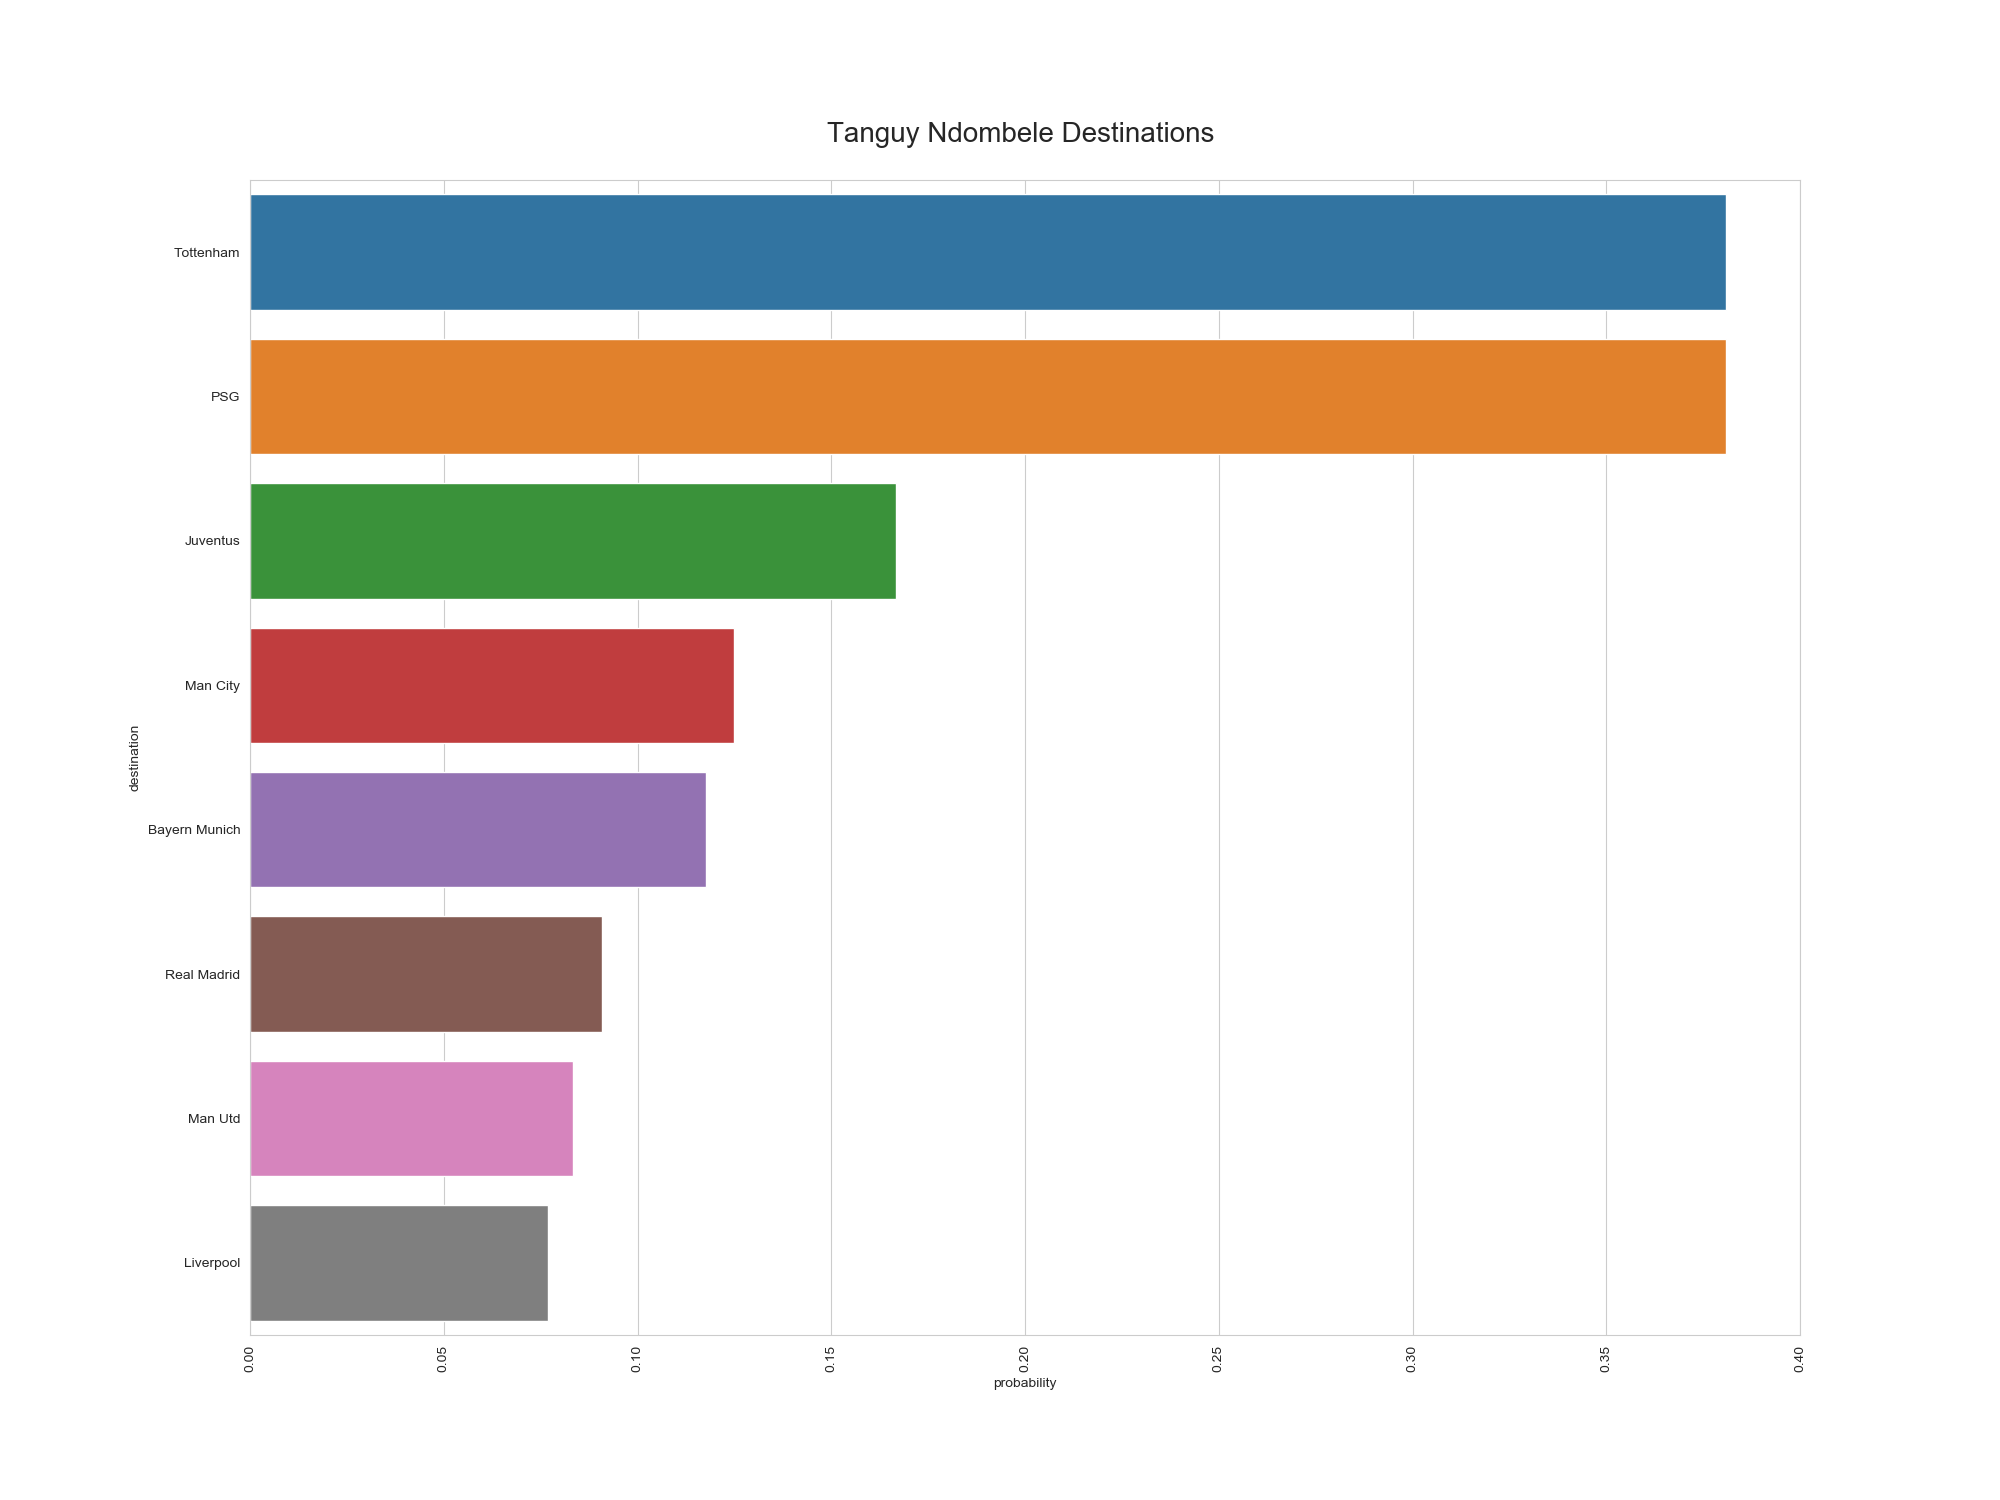 Tanguy Ndombele Destinations
Tottenham
PSG
Juventus
Man City
destination
Bayern Munich
Real Madrid
Man Utd
Liverpool
0.00 0.05 0.10 0.15 0.20 0.25 0.30 0.35 0.40
probability